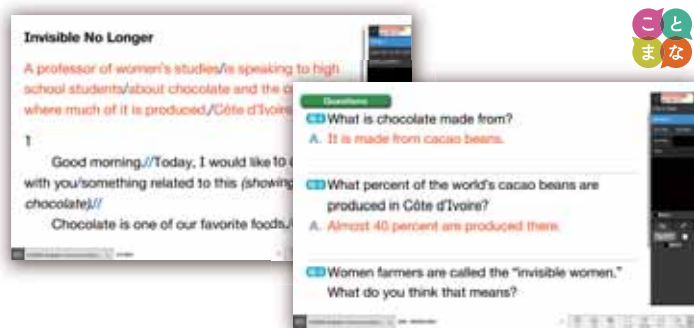 こと
まな
Invisible No Longer
A professor of women's studies/is speaking to high
school students/about chocolate and the
where much of it is produced,/Côte d'Ivoire
1
Good morning.//Today, I would like to
with you/something related to this (showing
chocolate).//
Chocolate is one of our favorite foods./
Questions
What is chocolate made from?
A. It is made from cacao beans.
What percent of the world's cacao beans are
produced in Côte d'Ivoire?
A. Almost 40 percent are produced there.
Women farmers are called the "invisible women."
What do you think that means?